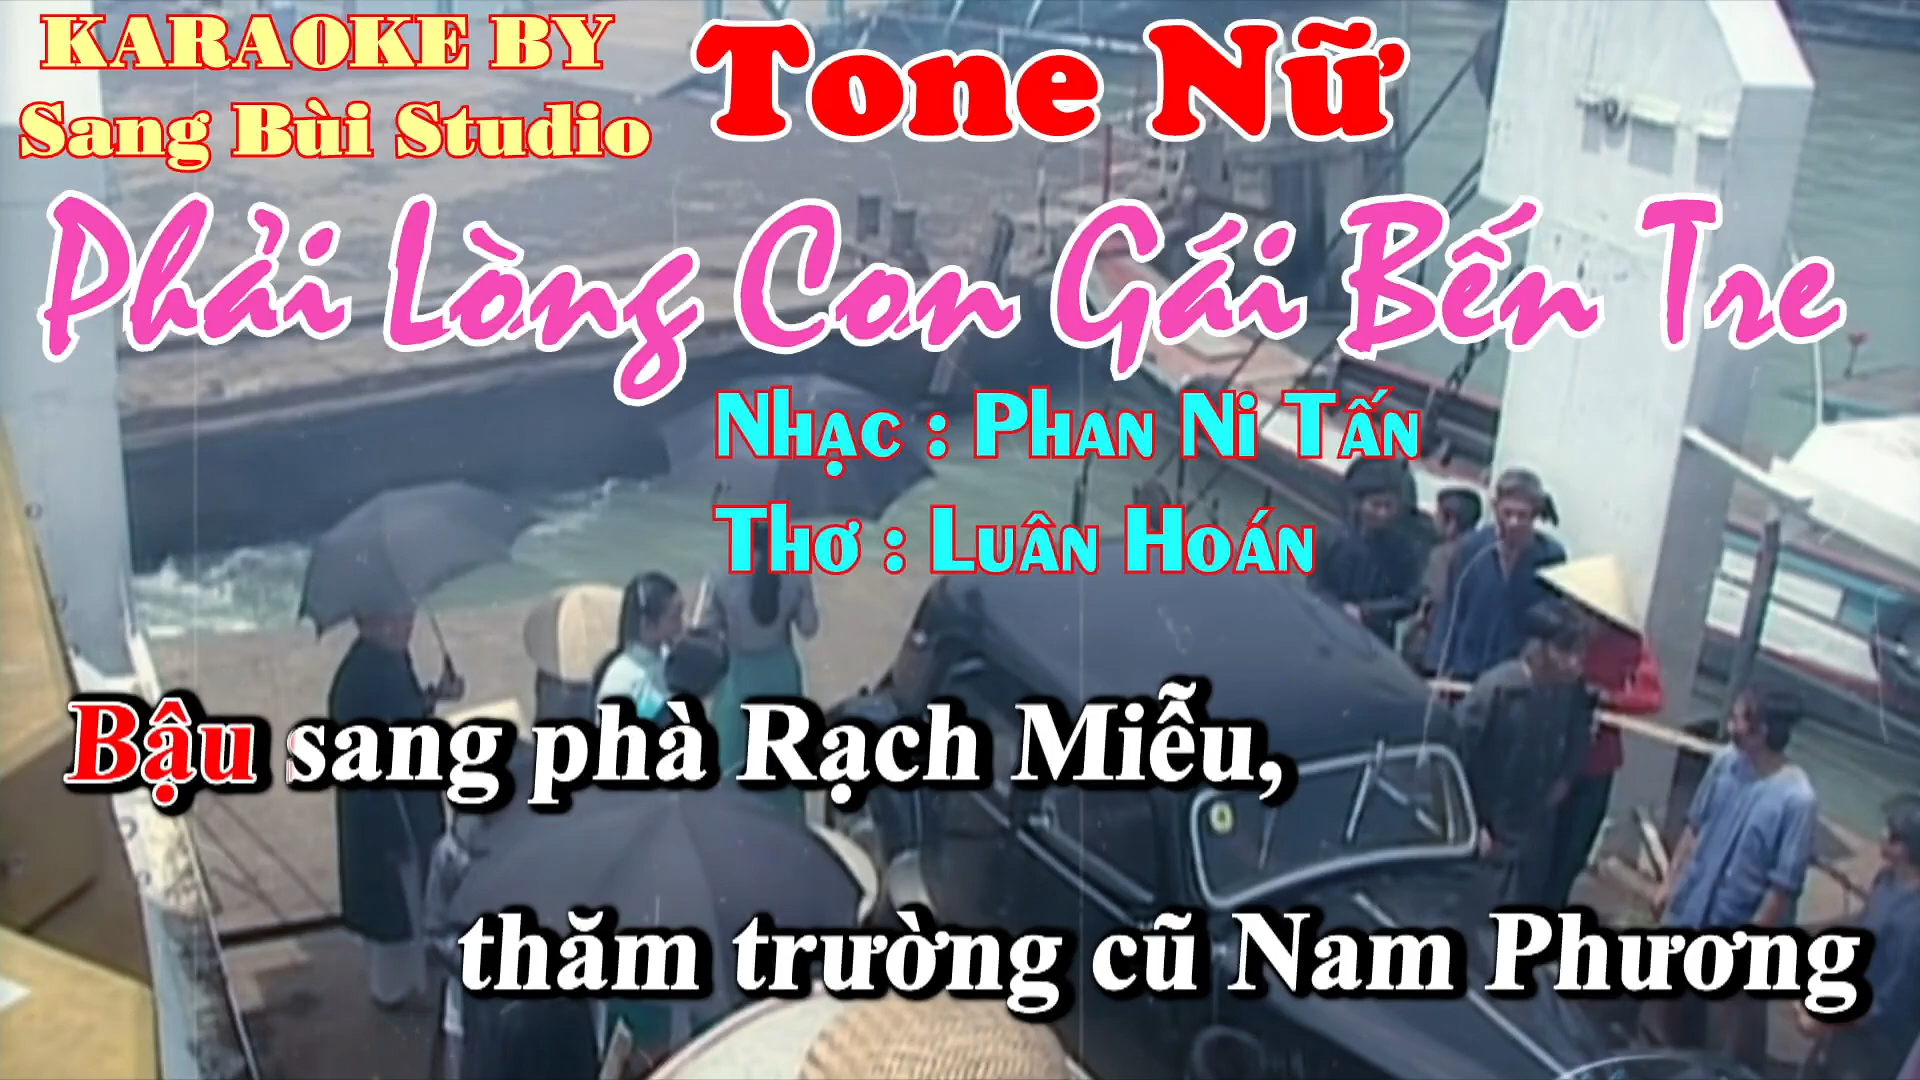 KARAOKE BY
Sang Bùi Studio
Tone Nữ
Phải Lòng Con Gái Bến Tre
Nhạc : Phan Ni Tấn
Thơ : Luân Hoán
Bậu sang phà Rạch Miễu,
thăm trường cũ Nam Phương